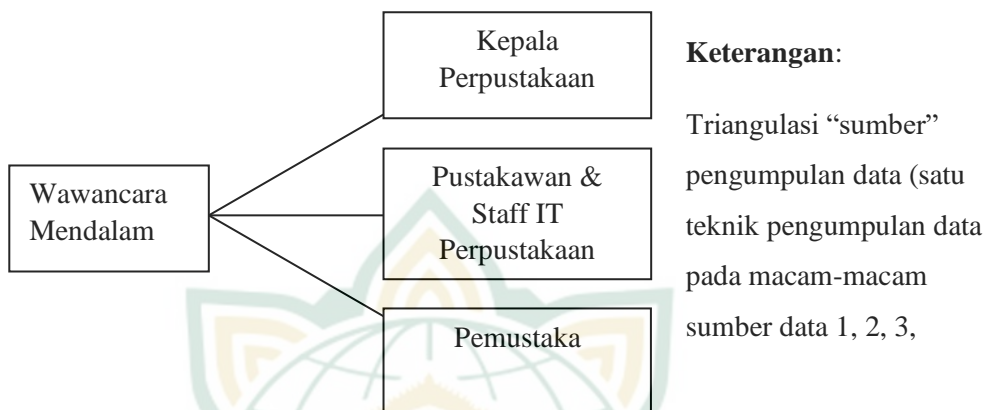 Wawancara
Mendalam
Kepala
Perpustakaan
Pustakawan &
Staff IT
Perpustakaan
Pemustaka
Keterangan:
Triangulasi “sumber”
pengumpulan data (satu
teknik pengumpulan data
pada macam-macam
sumber data 1, 2, 3,